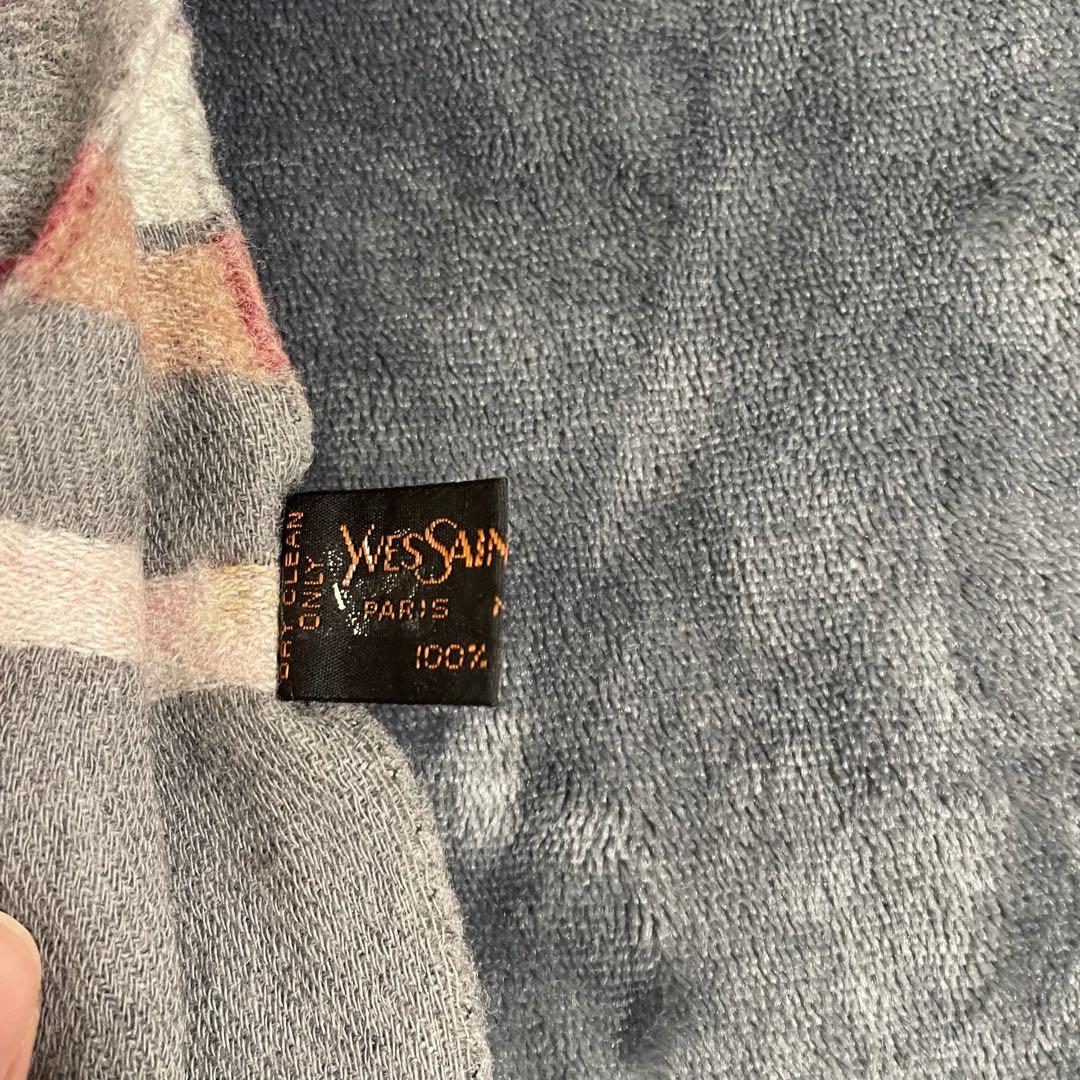 DRY CLEAN
ONLY
YVES SAIN
PARIS
100%